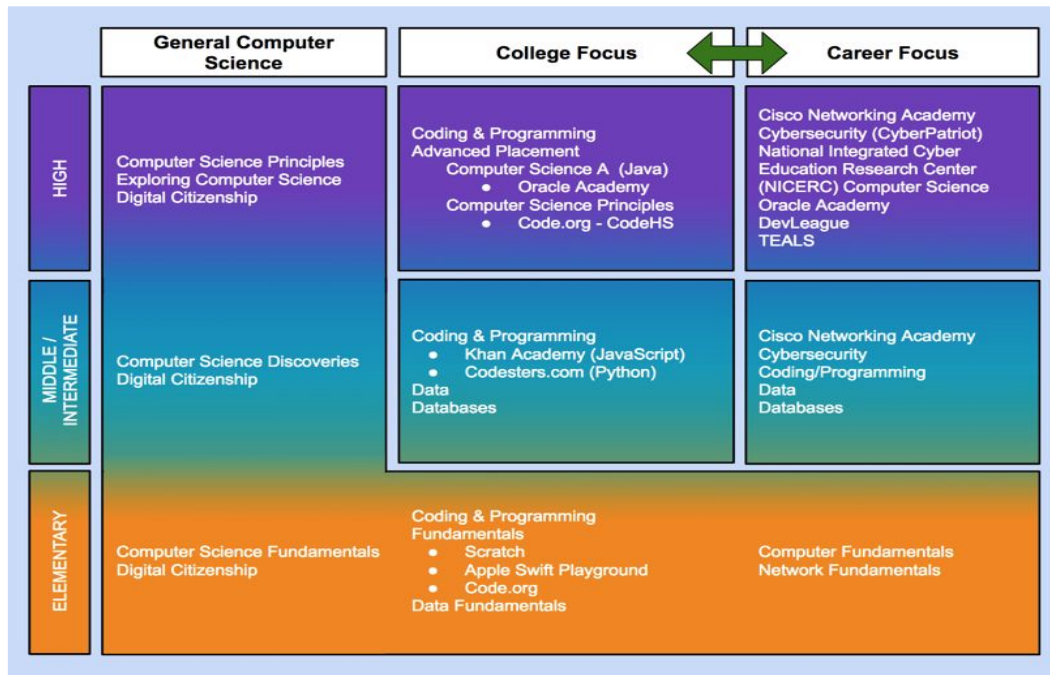 General Computer
Science
College Focus
Career Focus
HIGH
Computer Science Principles
Exploring Computer Science
Digital Citizenship
Coding & Programming
Advanced Placement
Computer Science A (Java)
● Oracle Academy
Computer Science Principles
● Code.org - CodeHS
Cisco Networking Academy
Cybersecurity (CyberPatriot)
National Integrated Cyber
Education Research Center
(NICERC) Computer Science
Oracle Academy
DevLeague
TEALS
MIDDLE /
INTERMEDIATE
Computer Science Discoveries
Digital Citizenship
Coding & Programming
● Khan Academy (JavaScript)
● Codesters.com (Python)
Data
Databases
Cisco Networking Academy
Cybersecurity
Coding/Programming
Data
Databases
ELEMENTARY
Computer Science Fundamentals
Digital Citizenship
Coding & Programming
Fundamentals
● Scratch
● Apple Swift Playground
● Code.org
Data Fundamentals
Computer Fundamentals
Network Fundamentals